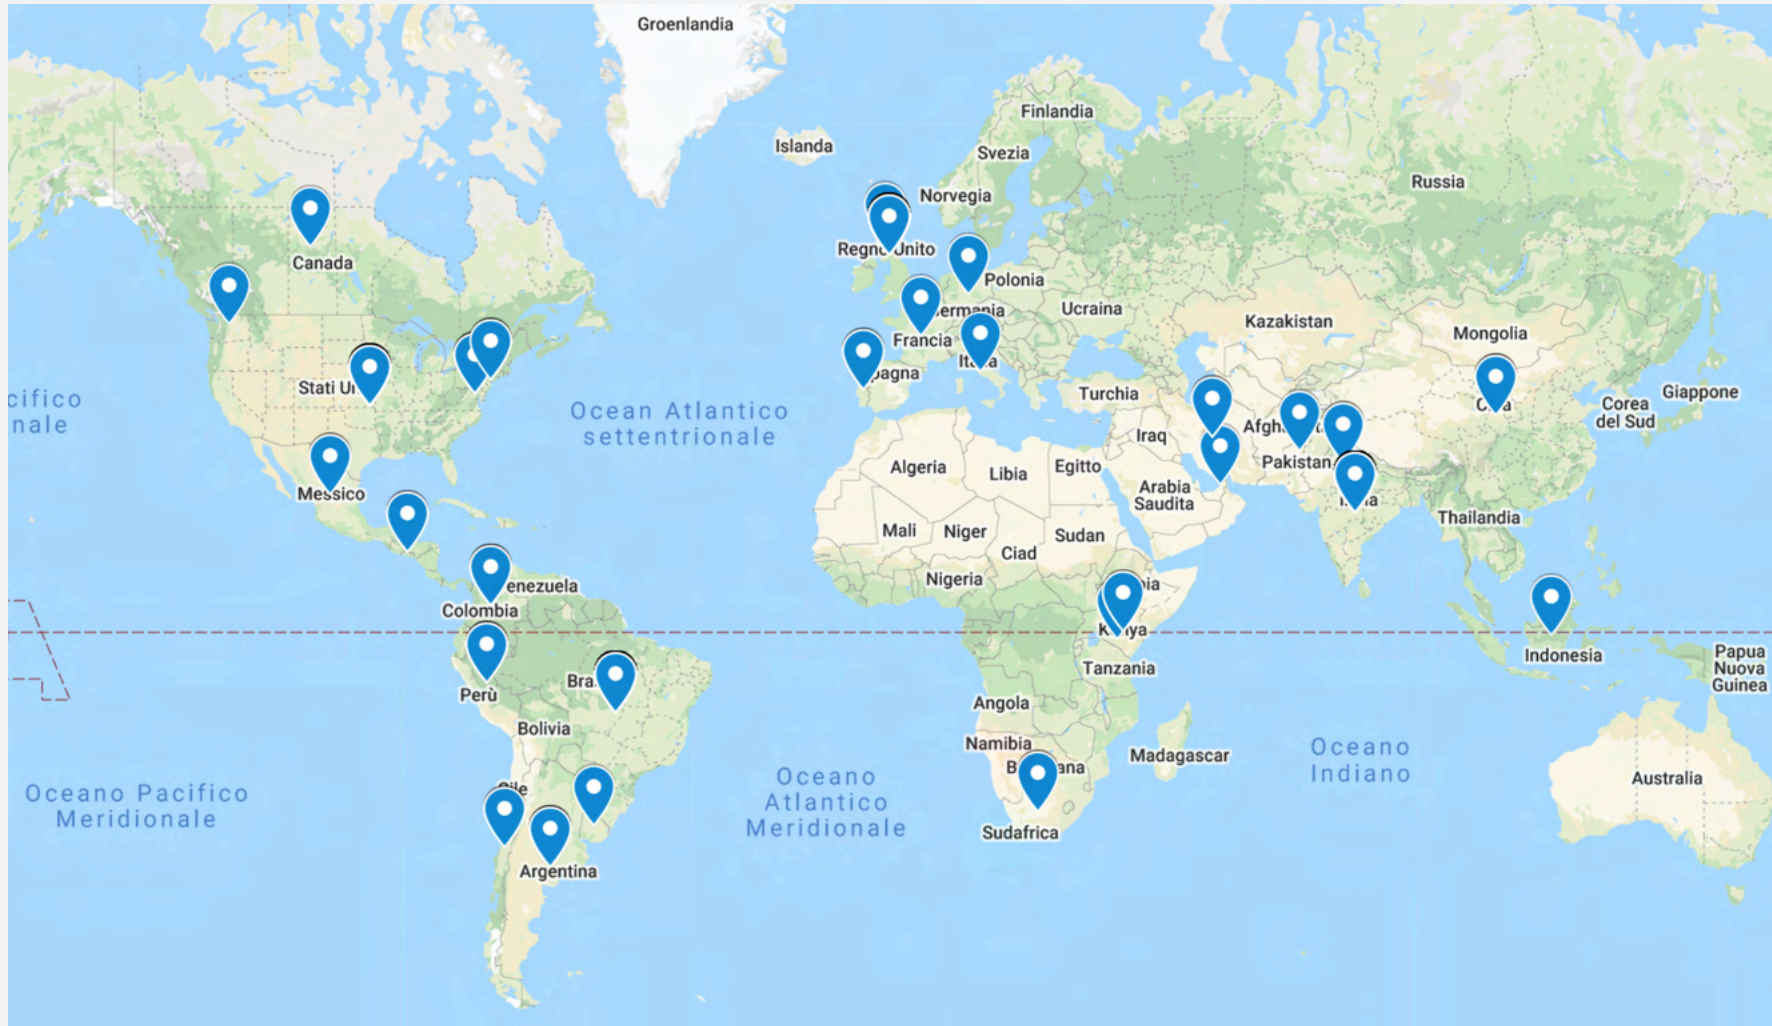 Groenlandia
Islanda
Finlandia
Svezia
Norvegia
Russia
Canada
Regno Unito
Polonia
Ucraina
Kazakistan
Mongolia
Francia
Turchia
Giappone
Corea
del Sud
Iraq
Pakistan
Ocean Atlantico
settentrionale
Algeria
Libia
Egitto
Arabia
Saudita
Messico
Mali
Niger
Ciad
Sudan
Thailandia
Nigeria
Colombia
Tanzania
Indonesia
Papua
Nuova
Guinea
Perù
Angola
Bolivia
Namibia
Madagascar
Oceano
Indiano
Australia
Oceano Pacifico
Meridionale
Oceano
Atlantico
Meridionale
Sudafrica
Argentina